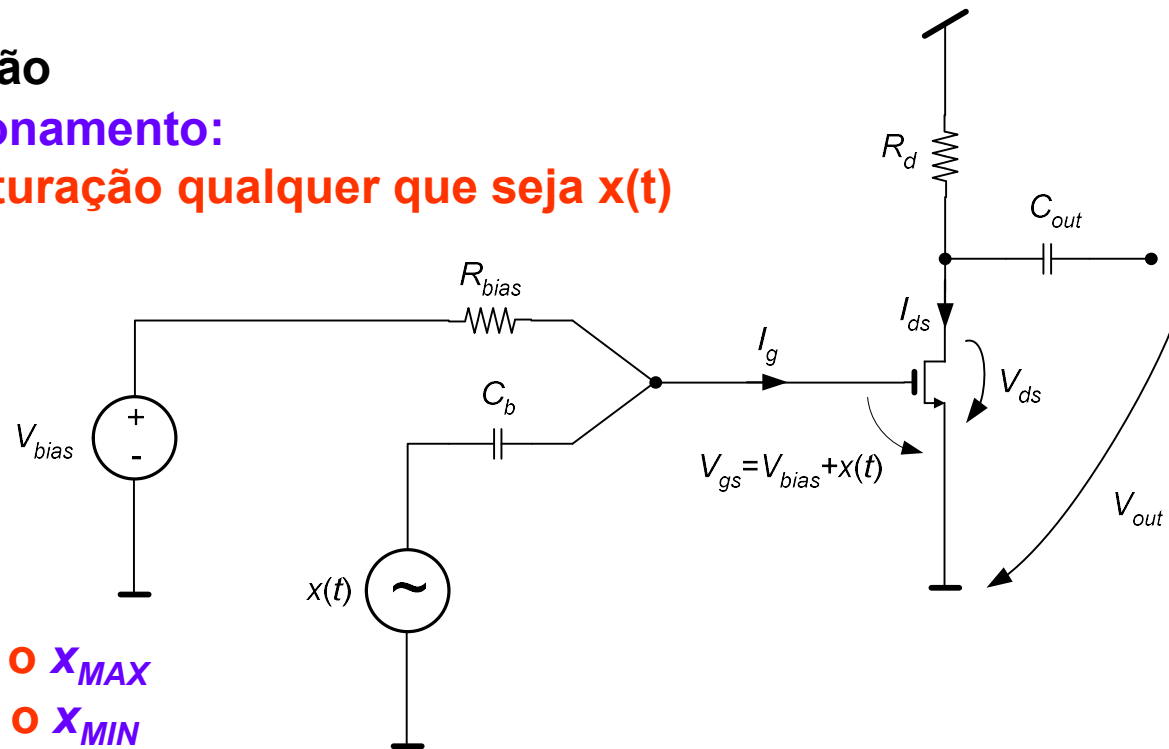 ão
onamento:
turação qualquer que seja x(t)
R_d
C_out
R_bias
I_ds
I_g
V_ds
C_b
+
-
V_bias
V_gs=V_bias+x(t)
V_out
x(t)
~
o x_MAX
o x_MIN